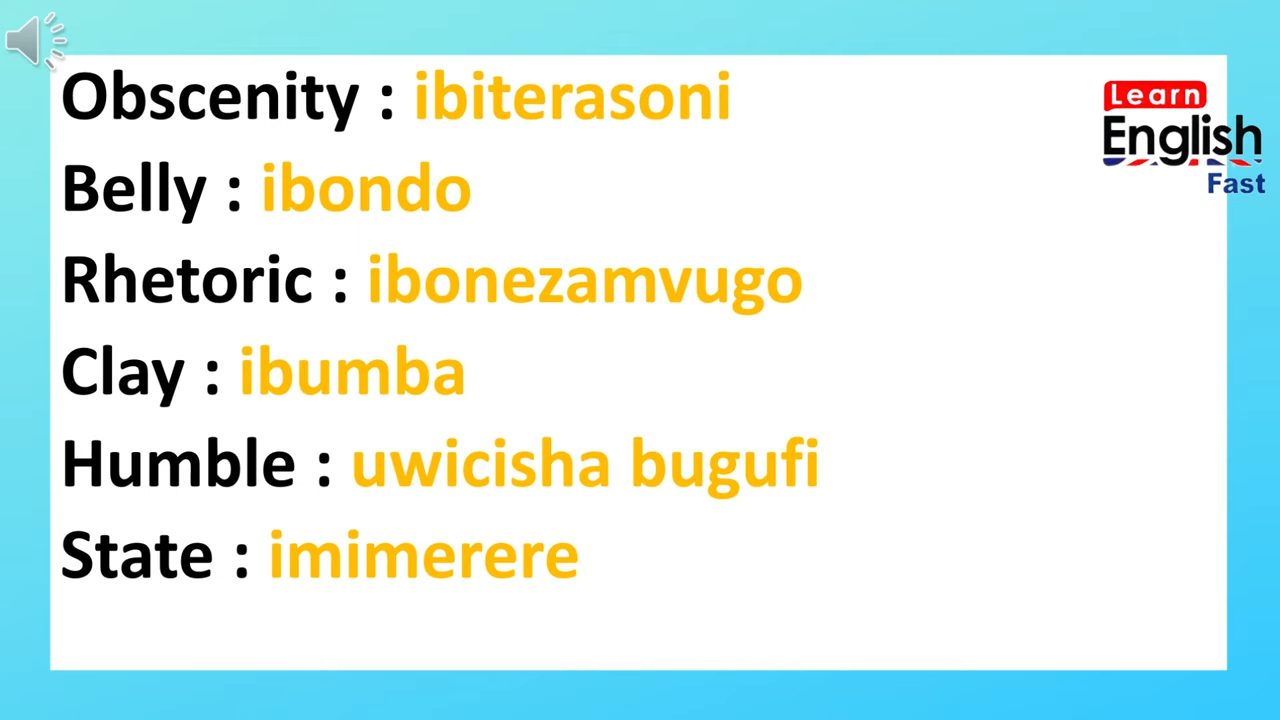 Obscenity : ibiterasoni
Belly : ibondo
Rhetoric : ibonezamvugo
Clay : ibumba
Humble : uwicisha bugufi
State : imimerere
Learn
English
Fast